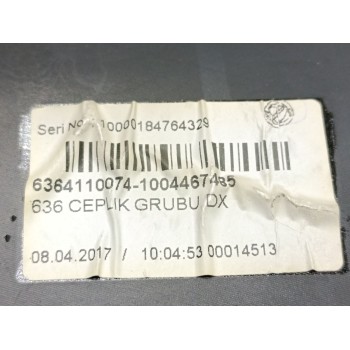 Seri No: 10000184764329
6364110074-1004467485
636 CEPLIK GRUBU DX
08.04.2017 / 10:04:53 00014513